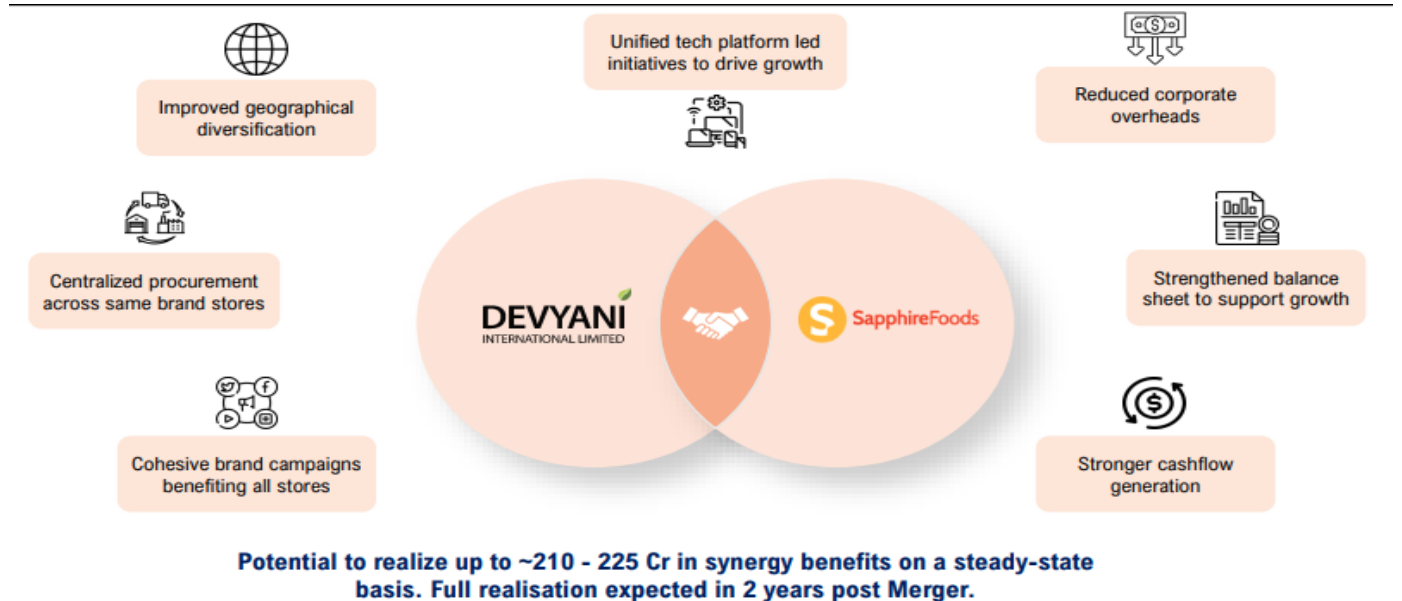 Unified tech platform led
initiatives to drive growth
Improved geographical
diversification
Reduced corporate
overheads
Centralized procurement
across same brand stores
DEVYANI
INTERNATIONAL LIMITED
SapphireFoods
Strengthened balance
sheet to support growth
Cohesive brand campaigns
benefiting all stores
Stronger cashflow
generation
Potential to realize up to ~210 - 225 Cr in synergy benefits on a steady-state
basis. Full realisation expected in 2 years post Merger.